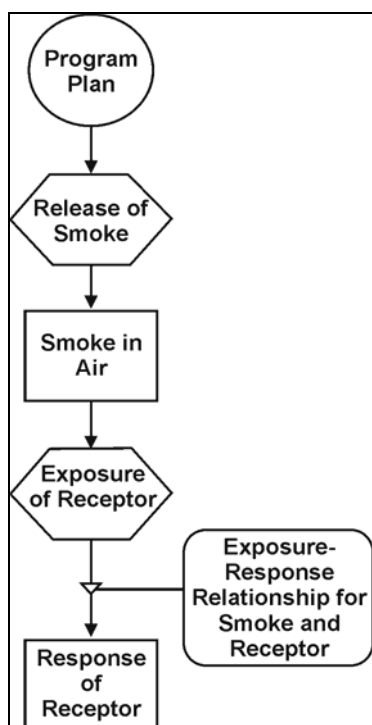 Program
Plan
Release of
Smoke
Smoke in
Air
Exposure
of Receptor
Exposure-
Response
Relationship for
Smoke and
Receptor
Response
of
Receptor